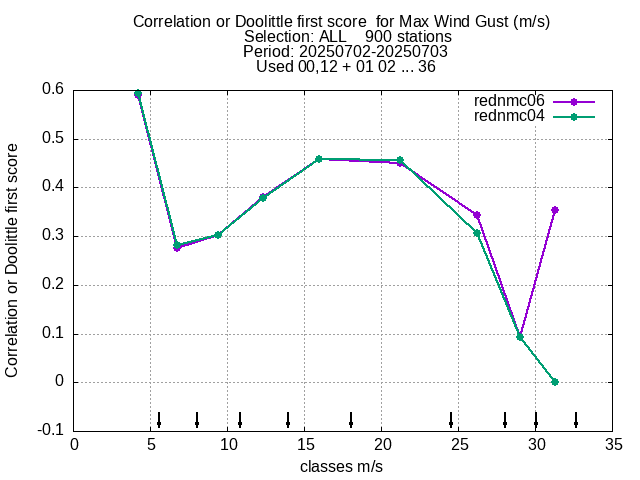 Correlation or Doolittle first score  for Max Wind Gust (m/s)
Selection: ALL    900 stations
Period: 20250702-20250703
Used 00,12 + 01 02 ... 36
rednmc06
rednmc04
Correlation or Doolittle first score
0.6
0.5
0.4
0.3
0.2
0.1
0
-0.1
0 5 10 15 20 25 30 35
classes m/s